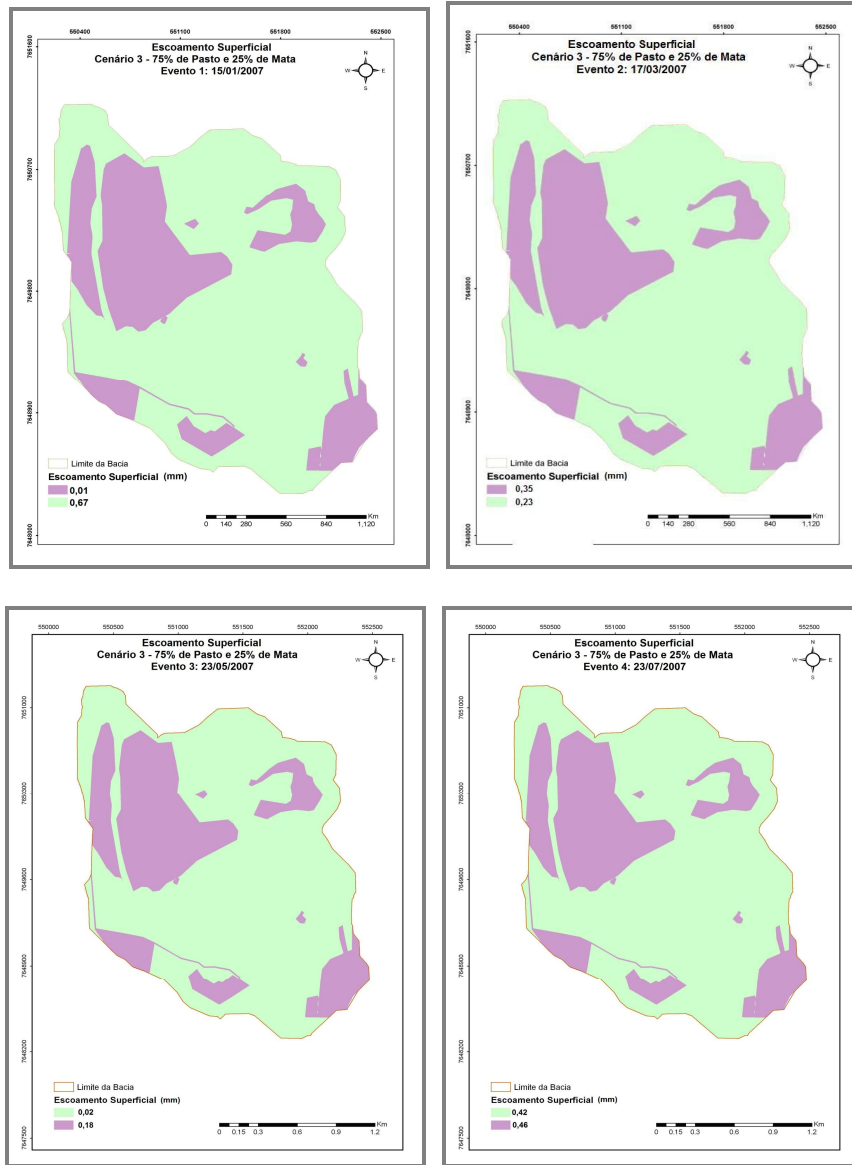 550400 551100 551800 552500
Escoamento Superficial
Cenário 3 - 75% de Pasto e 25% de Mata
Evento 1: 15/01/2007
N
W E
S
7651600
7650700
7649800
7648900
7648000
Limite da Bacia
Escoamento Superficial (mm)
0,01
0,67
Km
0 140 280 560 840 1,120
550400 551100 551800 552500
Escoamento Superficial
Cenário 3 - 75% de Pasto e 25% de Mata
Evento 2: 17/03/2007
N
W E
S
7651600
7650700
7649800
7648900
7648000
Limite da Bacia
Escoamento Superficial (mm)
0,35
0,23
Km
0 140 280 560 840 1,120
550000 550500 551000 551500 552000 552500
Escoamento Superficial
Cenário 3 - 75% de Pasto e 25% de Mata
Evento 3: 23/05/2007
N
W E
S
7651000
7648200
7647500
Limite da Bacia
Escoamento Superficial (mm)
0,02
0,18
Km
0 0.15 0.3 0.6 0.9 1.2
550000 550500 551000 551500 552000 552500
Escoamento Superficial
Cenário 3 - 75% de Pasto e 25% de Mata
Evento 4: 23/07/2007
N
W E
S
7651000
7648200
7647500
Limite da Bacia
Escoamento Superficial (mm)
0,42
0,46
Km
0 0.15 0.3 0.6 0.9 1.2